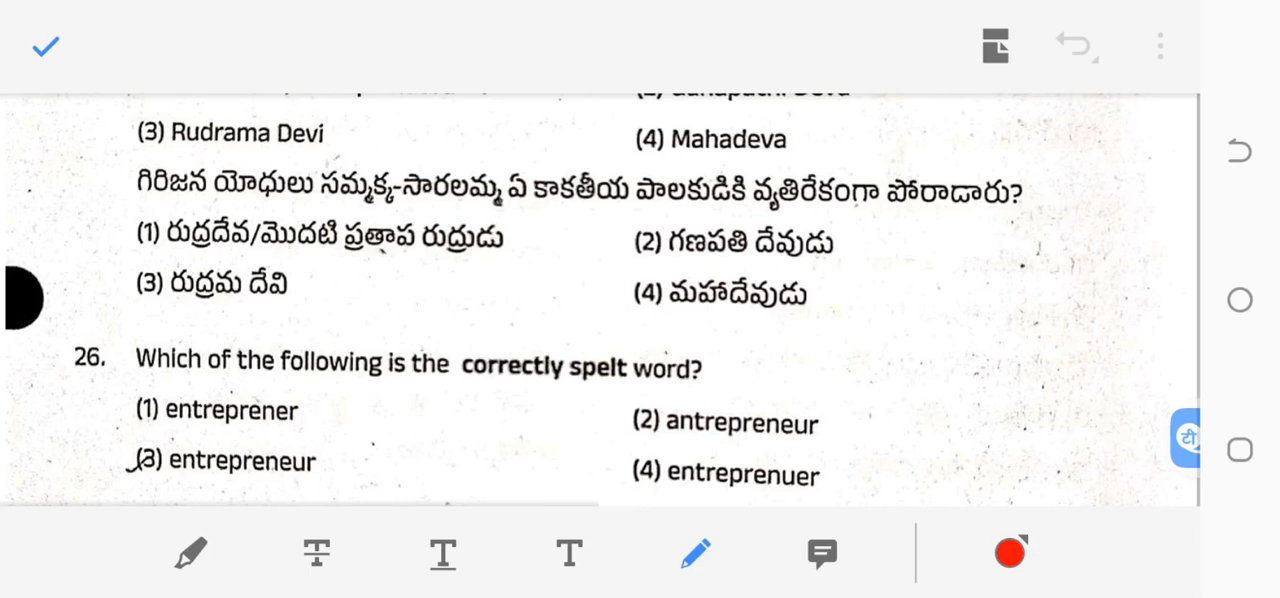 (3) Rudrama Devi
(4) Mahadeva
గిరిజన యోధులు సమ్మక్క-సారలమ్మ ఏ కాకతీయ పాలకుడికి వ్యతిరేకంగా పోరాడారు?
(1) రుద్రదేవ/మొదటి ప్రతాప రుద్రుడు
(2) గణపతి దేవుడు
(3) రుద్రమ దేవి
(4) మహాదేవుడు
26. Which of the following is the correctly spelt word?
(1) entreprener
(2) antrepreneur
(3) entrepreneur
(4) entreprenuer
टी